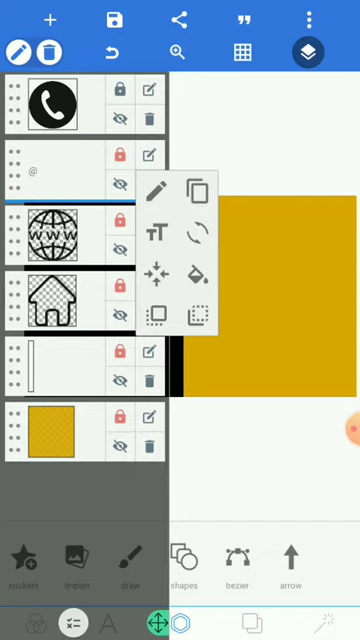 @
WWW
stickers
import
draw
shapes
bezier
arrow